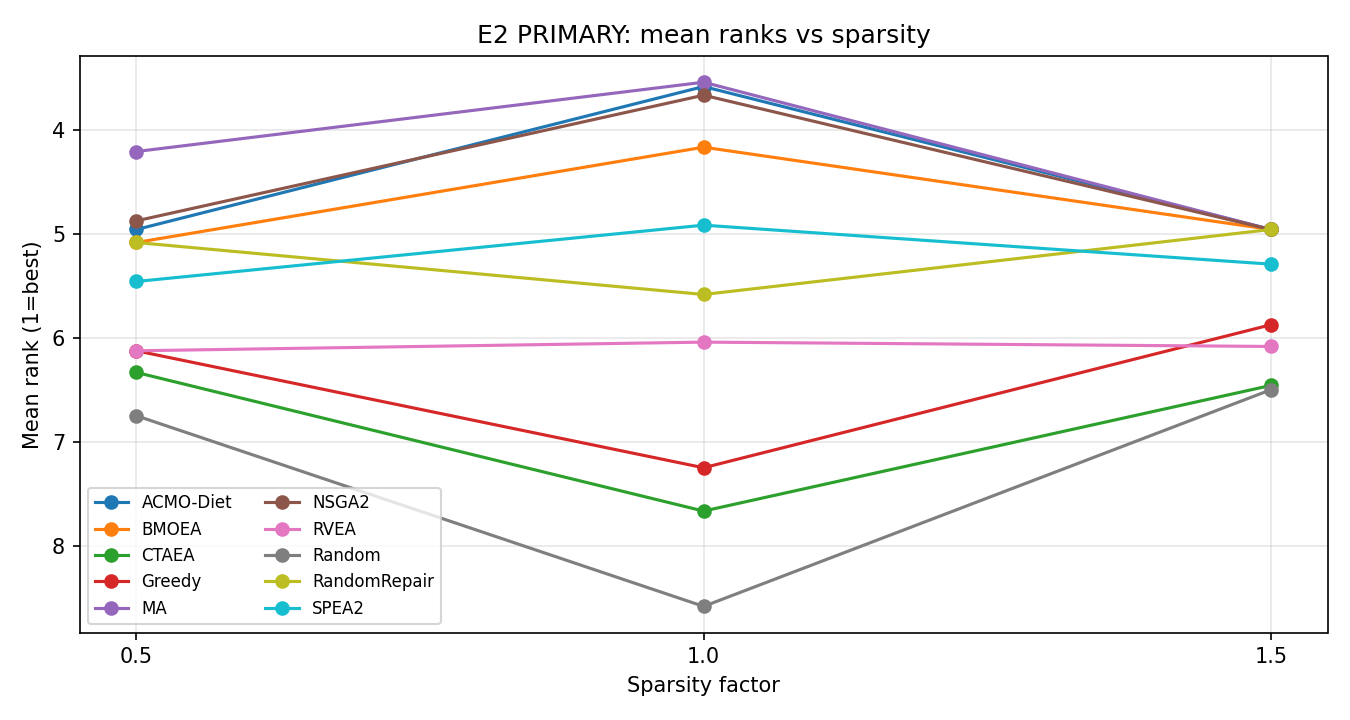 E2 PRIMARY: mean ranks vs sparsity
Mean rank (1=best)
4
5
6
7
8
ACMO-Diet
BMOEA
CTAEA
Greedy
MA
NSGA2
RVEA
Random
RandomRepair
SPEA2
0.5 1.0 1.5
Sparsity factor